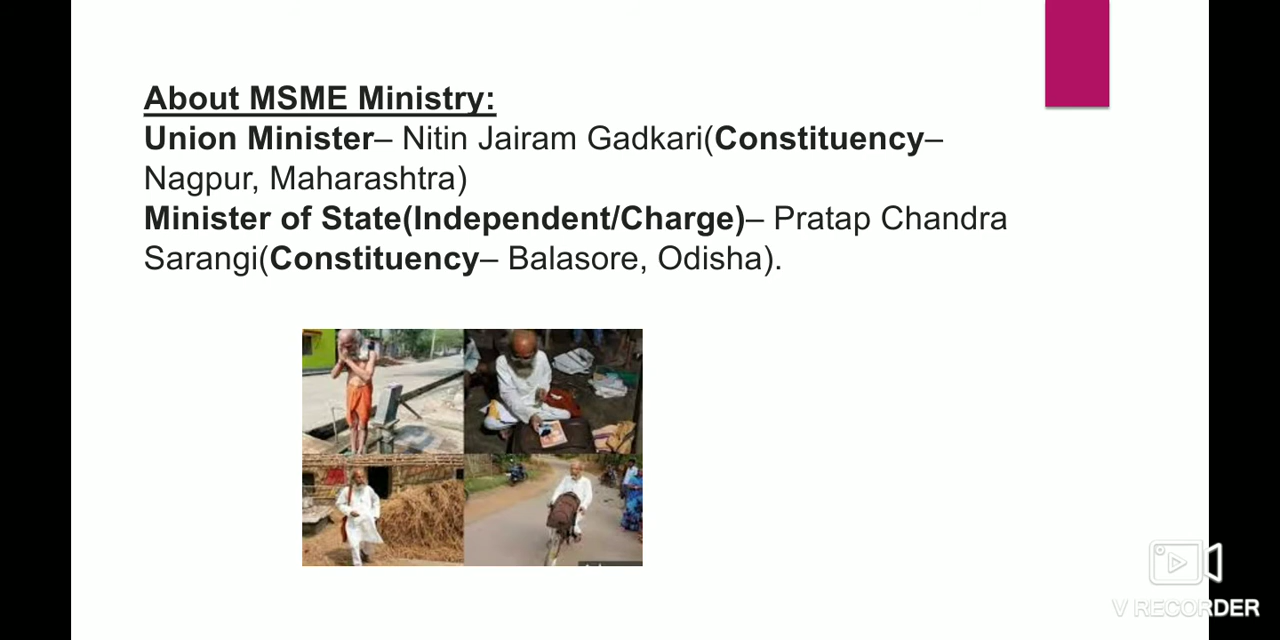 About MSME Ministry:
Union Minister– Nitin Jairam Gadkari(Constituency–
Nagpur, Maharashtra)
Minister of State(Independent/Charge)– Pratap Chandra
Sarangi(Constituency– Balasore, Odisha).
V RECORDER